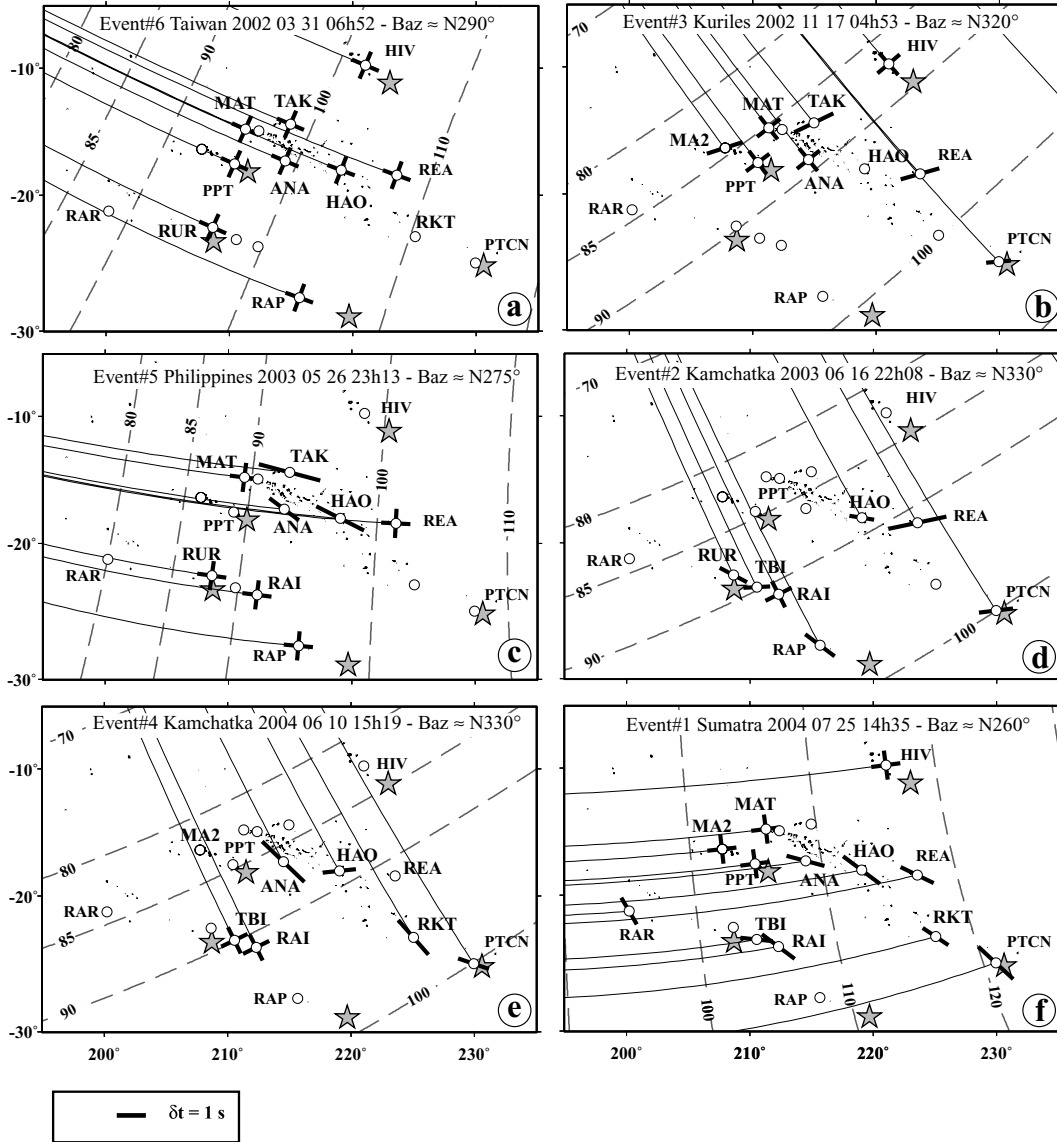 Event#6 Taiwan 2002 03 31 06h52 - Baz ≈ N290°
80
90
HIV
-10°
MAT
TAK
100
85
110
PPT
ANA
HAO
REA
-20°
RAR
RUR
RKT
PTCN
RAP
a
-30°
Event#3 Kuriles 2002 11 17 04h53 - Baz ≈ N320°
-70
HIV
MAT
TAK
MA2
HAO
REA
PPT
ANA
80
RAR
85
PTCN
100
RAP
90
b
Event#5 Philippines 2003 05 26 23h13 - Baz ≈ N275°
-10°
80
85
90
HIV
MAT
TAK
100
HAO
REA
PPT
ANA
110
-20°
RUR
RAR
RAI
PTCN
RAP
c
-30°
Event#2 Kamchatka 2003 06 16 22h08 - Baz ≈ N330°
-70
HIV
PPT
HAO
REA
80
RAR
RUR
TBI
85
RAI
PTCN
100
RAP
90
d
Event#4 Kamchatka 2004 06 10 15h19 - Baz ≈ N330°
-70
HIV
-10°
MA2
PPT
HAO
80
ANA
REA
-20°
RAR
TBI
RKT
85
RAI
PTCN
RAP
100
90
e
-30°
200°
210°
220°
230°
Event#1 Sumatra 2004 07 25 14h35 - Baz ≈ N260°
HIV
MAT
MA2
HAO
REA
PPT
ANA
RAR
TBI
RKT
RAI
PTCN
100
RAP
110
120
f
200°
210°
220°
230°
δt = 1 s